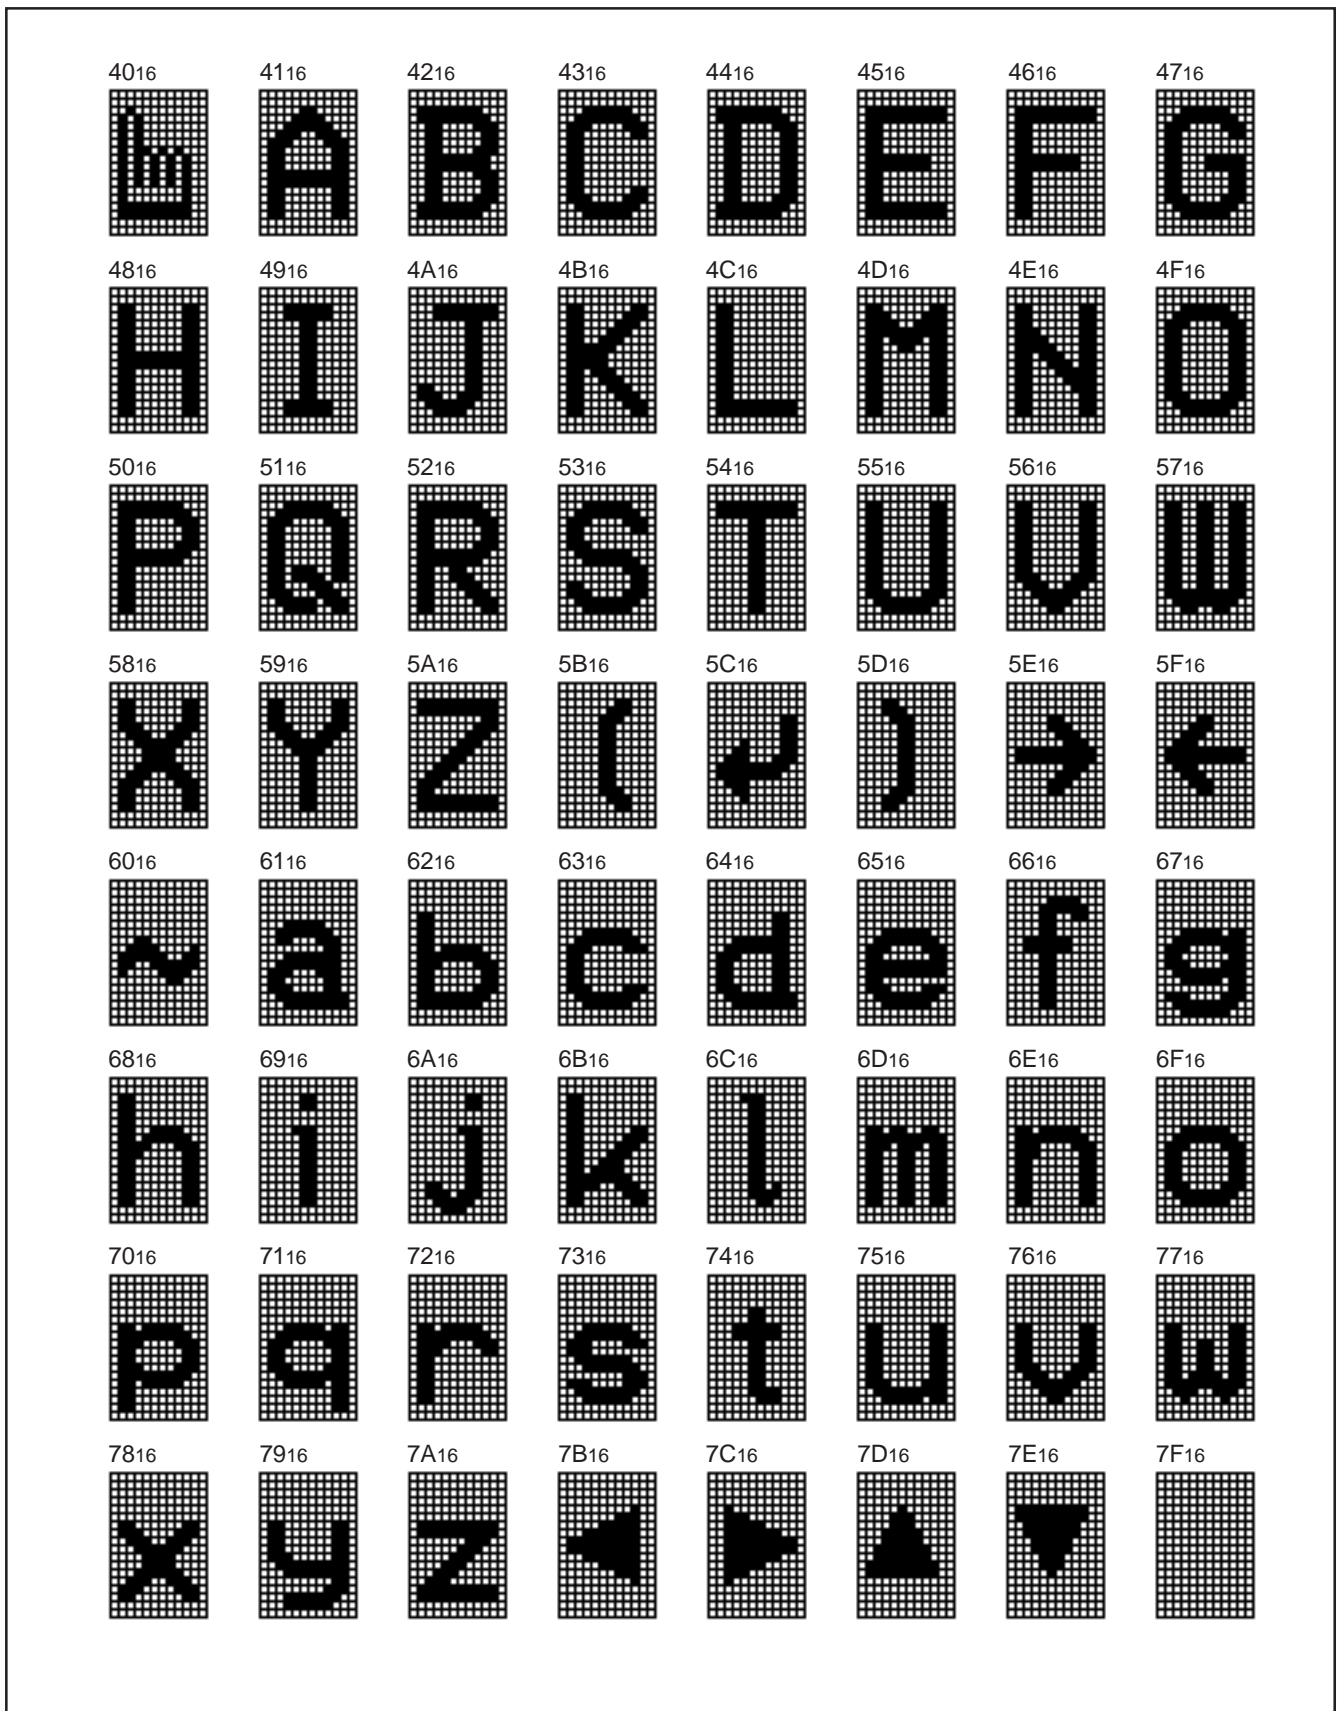 40₁₆ 41₁₆ 42₁₆ 43₁₆ 44₁₆ 45₁₆ 46₁₆ 47₁₆
A B C D E F G
48₁₆ 49₁₆ 4A₁₆ 4B₁₆ 4C₁₆ 4D₁₆ 4E₁₆ 4F₁₆
H I J K L M N O
50₁₆ 51₁₆ 52₁₆ 53₁₆ 54₁₆ 55₁₆ 56₁₆ 57₁₆
P Q R S T U V W
58₁₆ 59₁₆ 5A₁₆ 5B₁₆ 5C₁₆ 5D₁₆ 5E₁₆ 5F₁₆
X Y Z ( ↲ ) → ←
60₁₆ 61₁₆ 62₁₆ 63₁₆ 64₁₆ 65₁₆ 66₁₆ 67₁₆
~ a b c d e f g
68₁₆ 69₁₆ 6A₁₆ 6B₁₆ 6C₁₆ 6D₁₆ 6E₁₆ 6F₁₆
h i j k l m n o
70₁₆ 71₁₆ 72₁₆ 73₁₆ 74₁₆ 75₁₆ 76₁₆ 77₁₆
p q r s t u v w
78₁₆ 79₁₆ 7A₁₆ 7B₁₆ 7C₁₆ 7D₁₆ 7E₁₆ 7F₁₆
x y z ◀ ▶ ▲ ▼